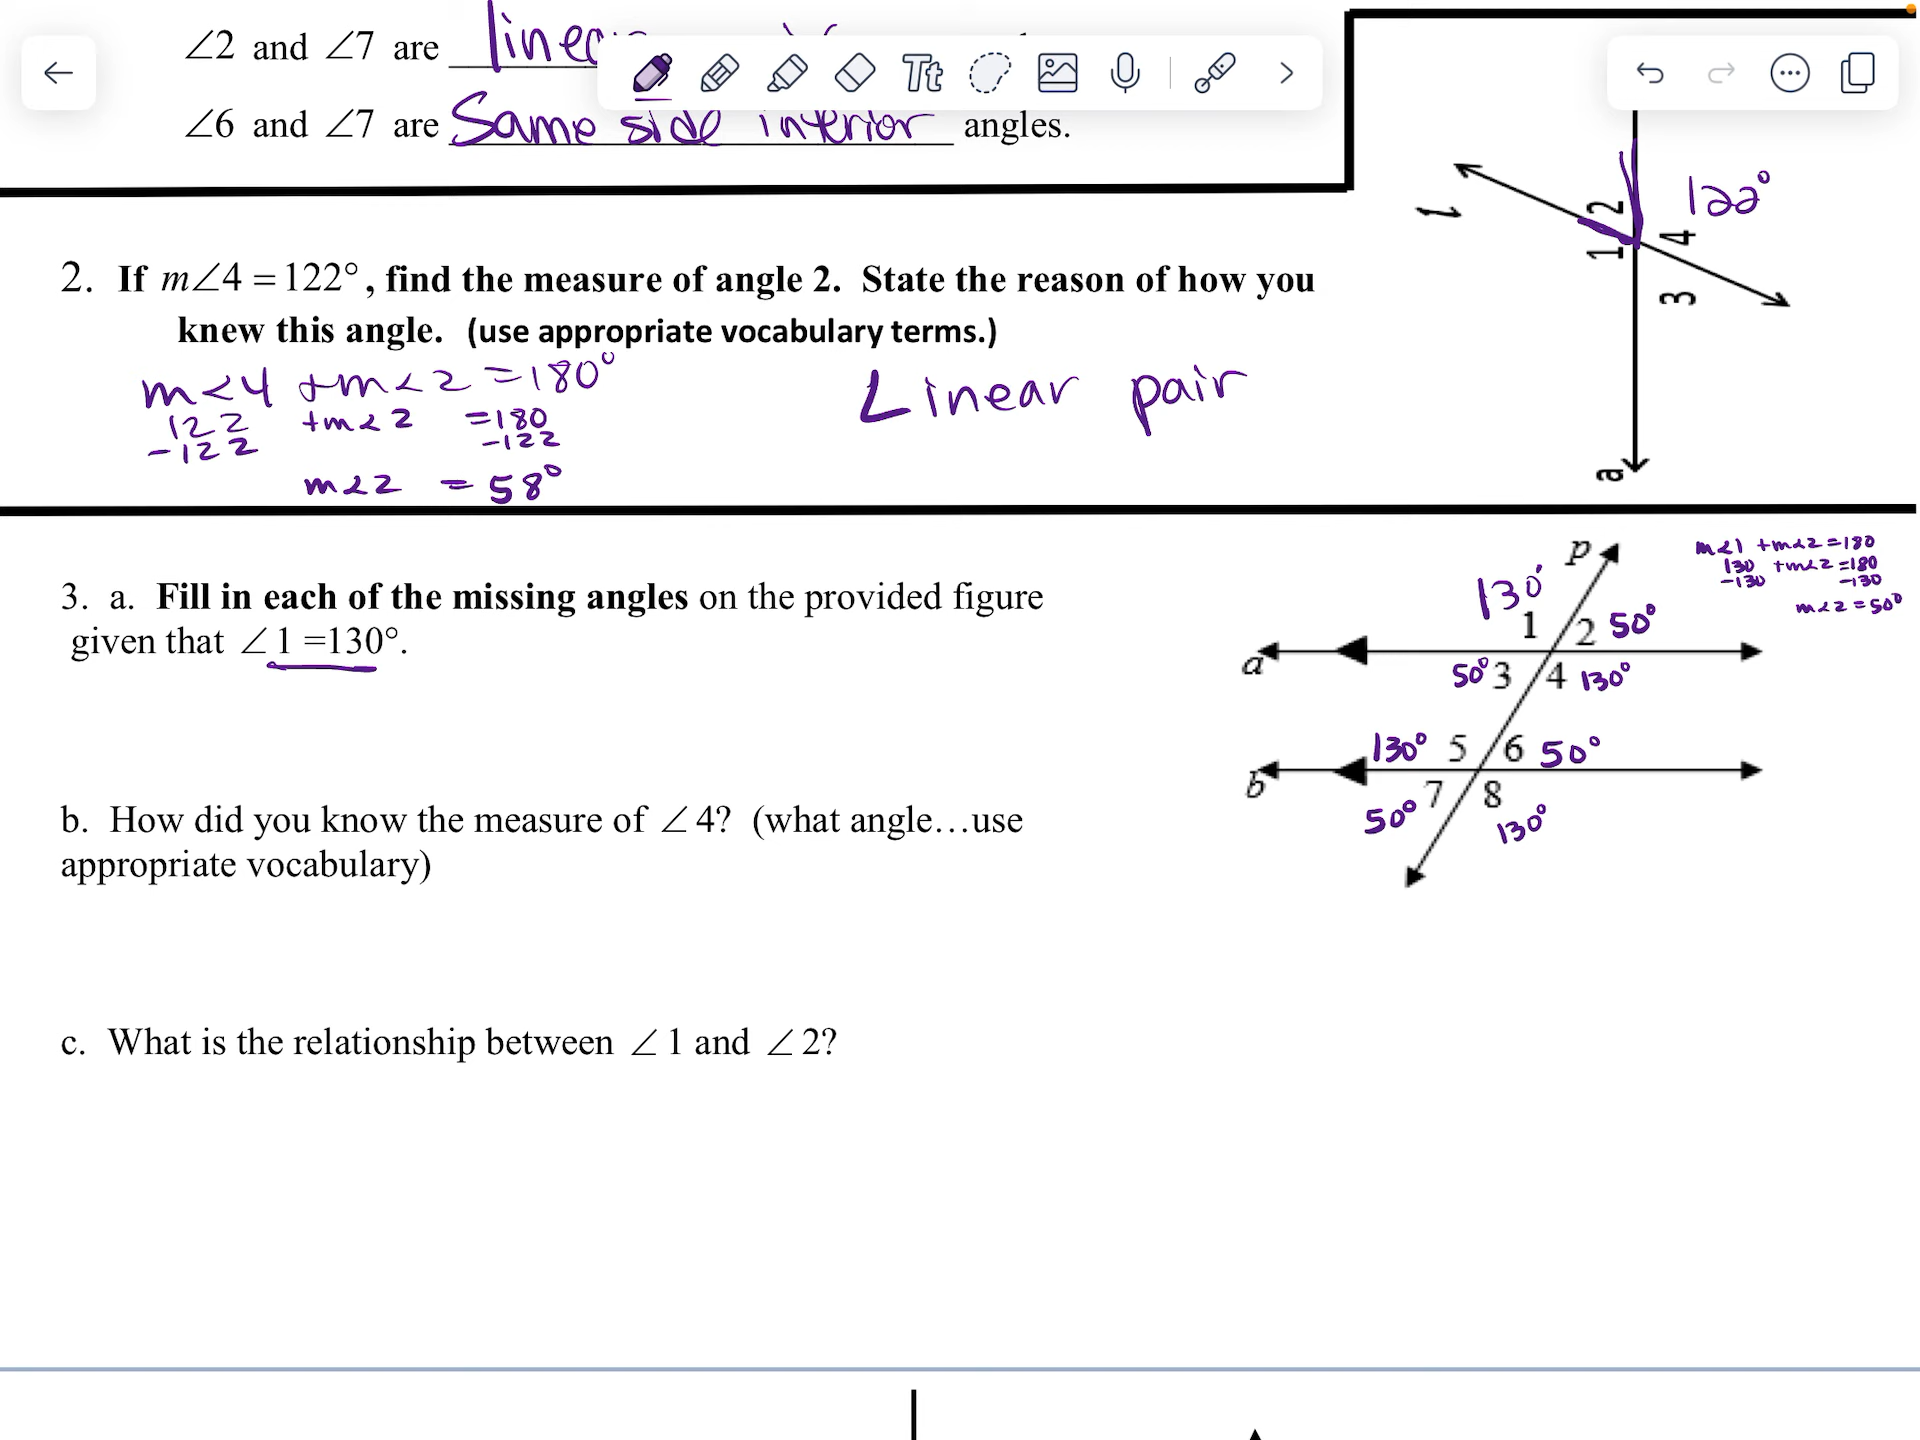 ∠2 and ∠7 are linear
Tt
∠6 and ∠7 are Same side interior angles.
l
1 2
4
3
122°
a
2. If m∠4 = 122°, find the measure of angle 2. State the reason of how you
knew this angle. (use appropriate vocabulary terms.)
m<4 +m<2 =180°
122 +m<2 =180
-122 -122
m<2 = 58°
Linear pair
3. a. Fill in each of the missing angles on the provided figure
given that ∠1 =130°.
p
m<1 +m<2=180
130 +m<2=180
-130 -130
m<2=50°
130°
1 2 50°
a
50° 3 4 130°
130° 5 6 50°
b
50° 7 8
130°
b. How did you know the measure of ∠4? (what angle…use
appropriate vocabulary)
c. What is the relationship between ∠1 and ∠2?